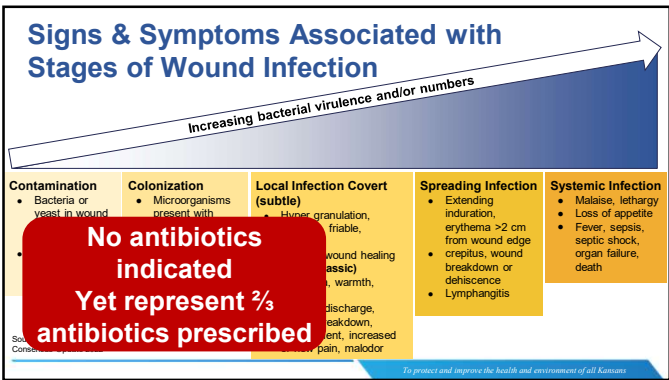 Signs & Symptoms Associated with
Stages of Wound Infection
Increasing bacterial virulence and/or numbers
Contamination
• Bacteria or
yeast in wound
Colonization
• Microorganisms
present with
Local Infection Covert
(subtle)
• Hyper granulation,
friable,
wound healing
warmth,
discharge,
increased
pain, malodor
Spreading Infection
• Extending
induration,
erythema >2 cm
from wound edge
• crepitus, wound
breakdown or
dehiscence
• Lymphangitis
Systemic Infection
• Malaise, lethargy
• Loss of appetite
• Fever, sepsis,
septic shock,
organ failure,
death
No antibiotics
indicated
Yet represent ⅔
antibiotics prescribed
To protect and improve the health and environment of all Kansans